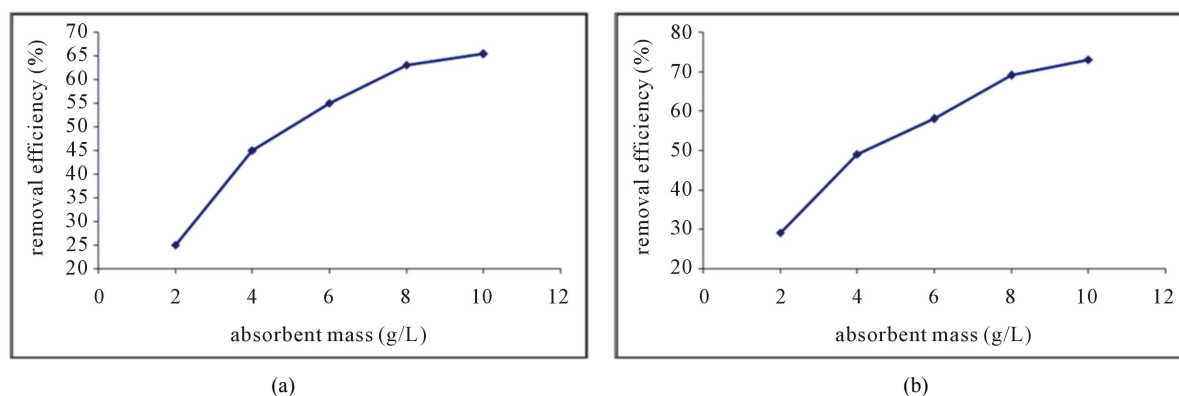 70
65
60
55
50
45
40
35
30
25
20
removal efficiency (%)
0 2 4 6 8 10 12
absorbent mass (g/L)
(a)
80
70
60
50
40
30
20
removal efficiency (%)
0 2 4 6 8 10 12
absorbent mass (g/L)
(b)